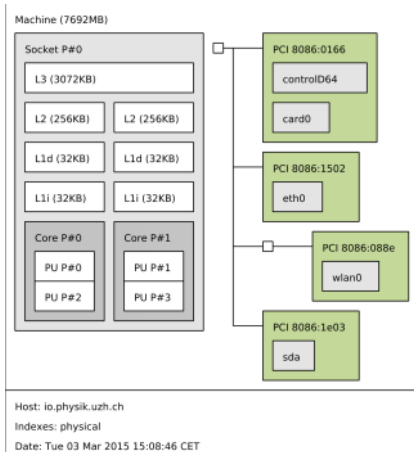 Machine (7692MB)
Socket P#0
L3 (3072KB)
L2 (256KB) L2 (256KB)
L1d (32KB) L1d (32KB)
L1i (32KB) L1i (32KB)
Core P#0 Core P#1
PU P#0 PU P#1
PU P#2 PU P#3
PCI 8086:0166
controlD64
card0
PCI 8086:1502
eth0
PCI 8086:088e
wlan0
PCI 8086:1e03
sda
Host: io.physik.uzh.ch
Indexes: physical
Date: Tue 03 Mar 2015 15:08:46 CET